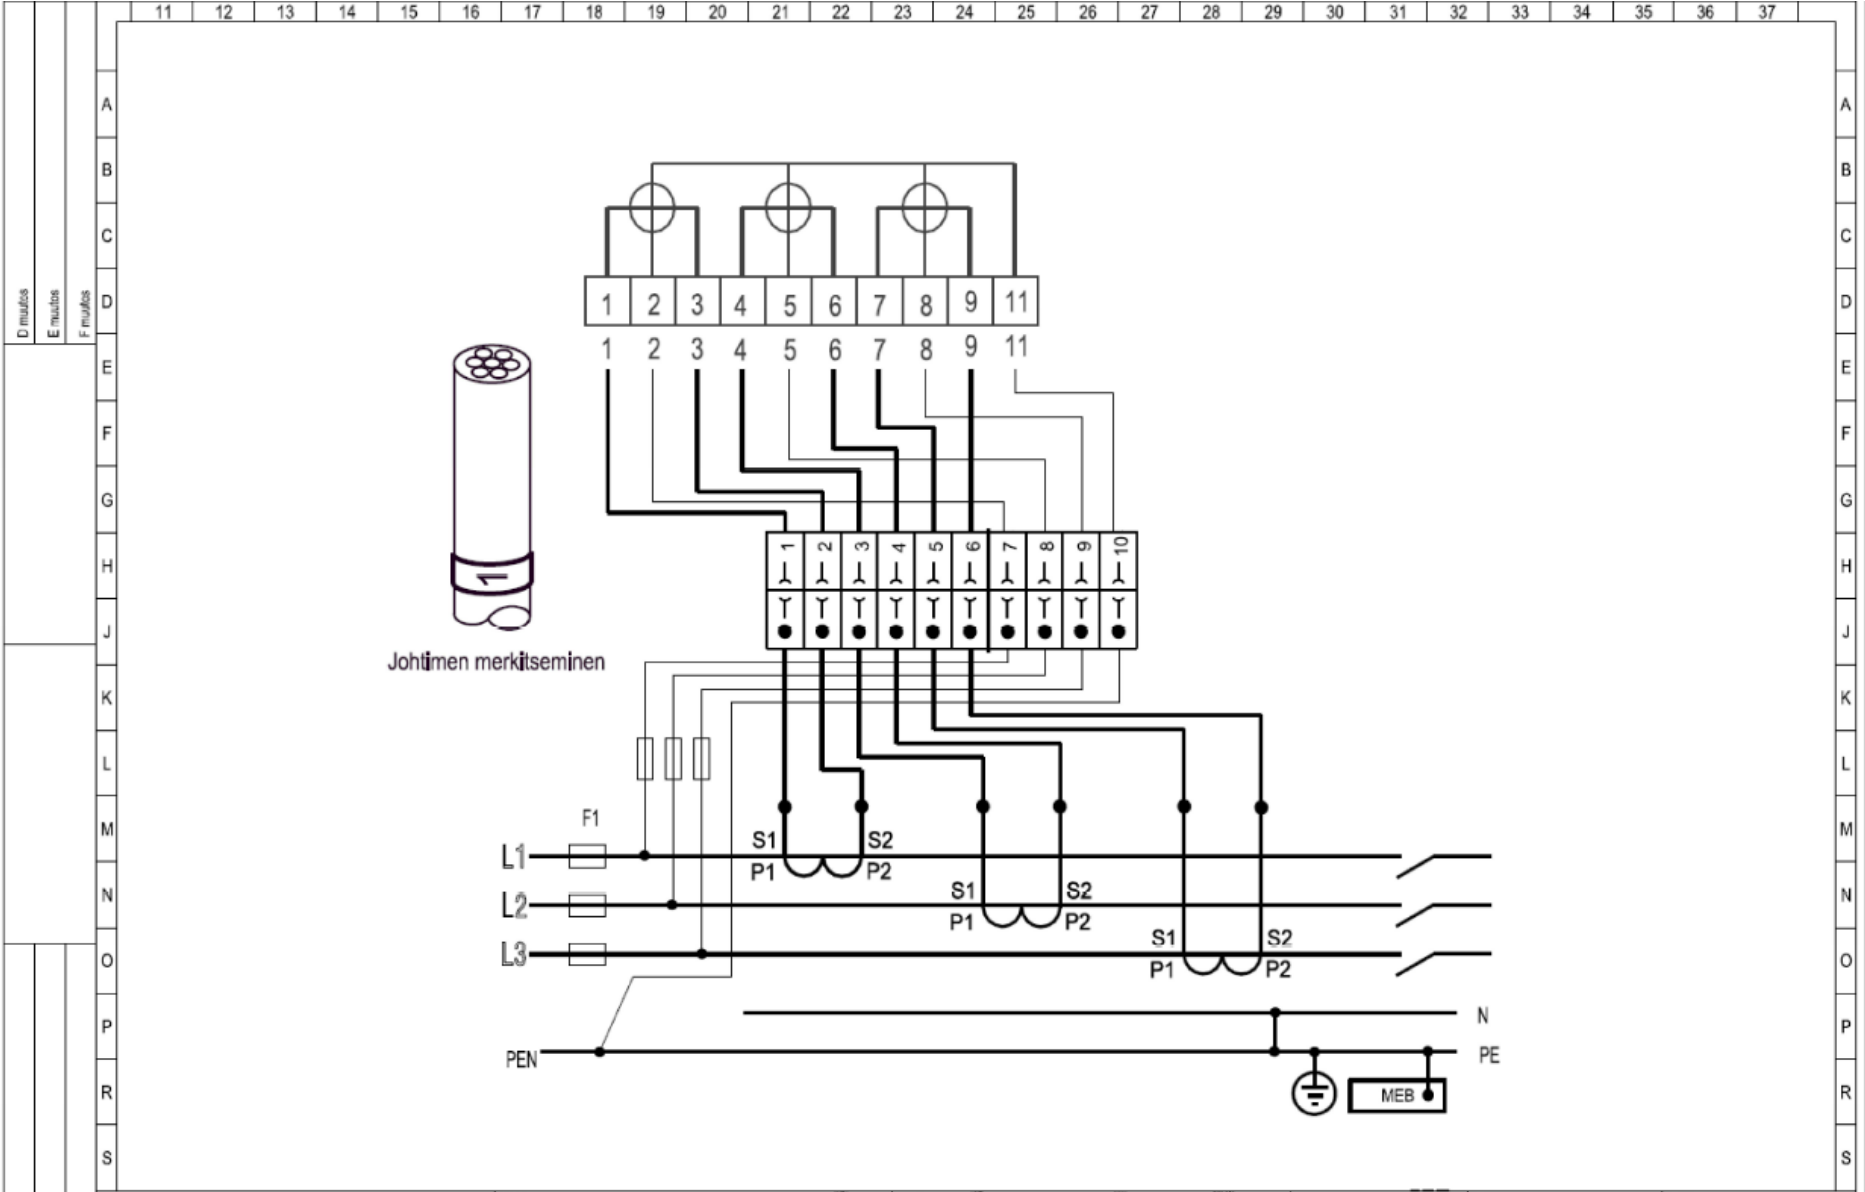 11 12 13 14 15 16 17 18 19 20 21 22 23 24 25 26 27 28 29 30 31 32 33 34 35 36 37
A A
B B
C C
D muutos E muutos F muutos D 1 2 3 4 5 6 7 8 9 11 D
E 1 2 3 4 5 6 7 8 9 11 E
F F
G G
H 1 1 2 3 4 5 6 7 8 9 10 H
J J
Johtimen merkitseminen
K K
L L
M F1 M
L1 S1 S2
P1 P2
N L2 S1 S2 N
P1 P2
O L3 S1 S2 O
P1 P2
P N P
PEN PE
R MEB R
S S